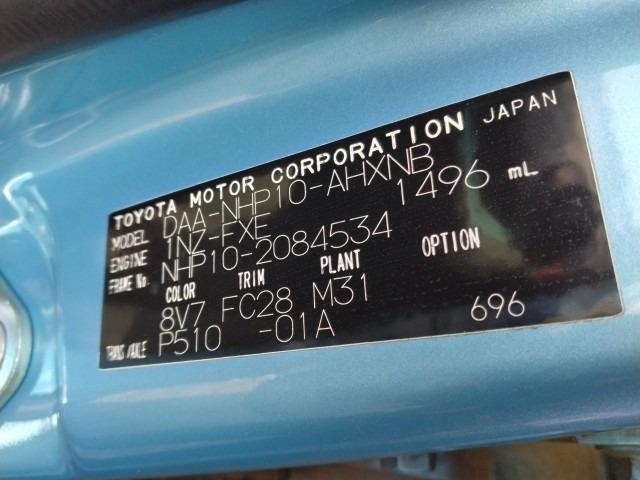 TOYOTA MOTOR CORPORATION JAPAN
MODEL DAA-NHP10-AHXNB
ENGINE 1NZ-FXE 1496 mL
FRAME No. NHP10-2084534
COLOR TRIM PLANT OPTION
8V7 FC28 M31
TRANS/AXLE P510 -01A 696